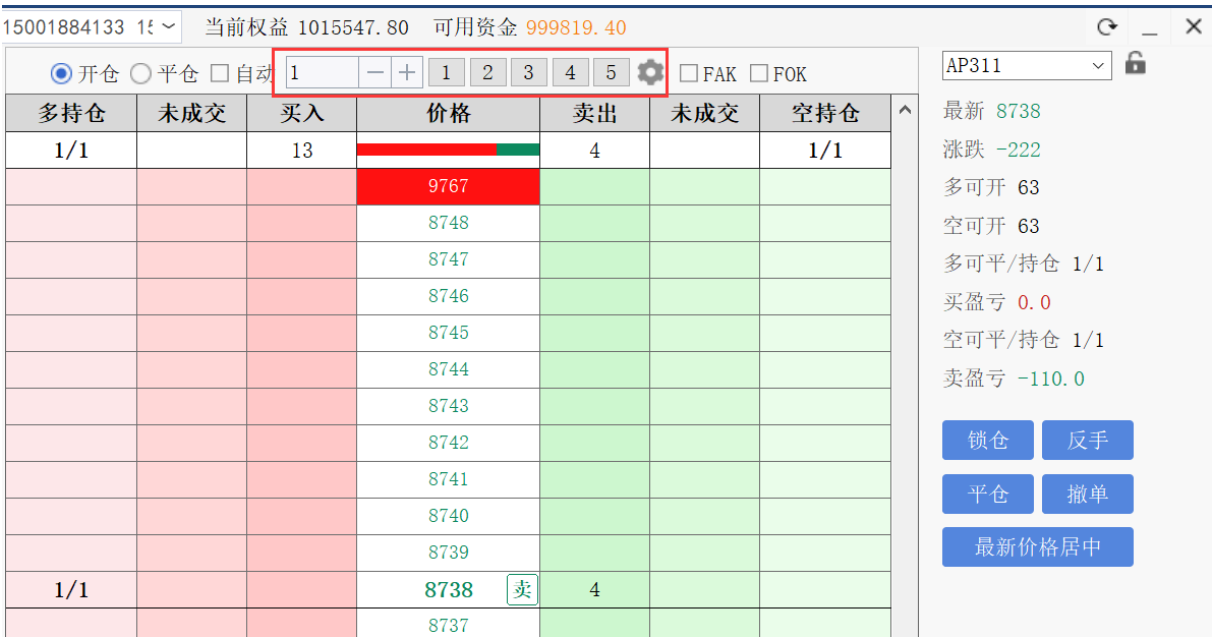 15001884133 15 当前权益 1015547.80 可用资金 999819.40
开仓 平仓 自动 1 1 2 3 4 5 FAK FOK
多持仓 未成交 买入 价格 卖出 未成交 空持仓
1/1 13 4 1/1
9767
8748
8747
8746
8745
8744
8743
8742
8741
8740
8739
1/1 8738 卖 4
8737
AP311
最新 8738
涨跌 -222
多可开 63
空可开 63
多可平/持仓 1/1
买盈亏 0.0
空可平/持仓 1/1
卖盈亏 -110.0
锁仓 反手
平仓 撤单
最新价格居中